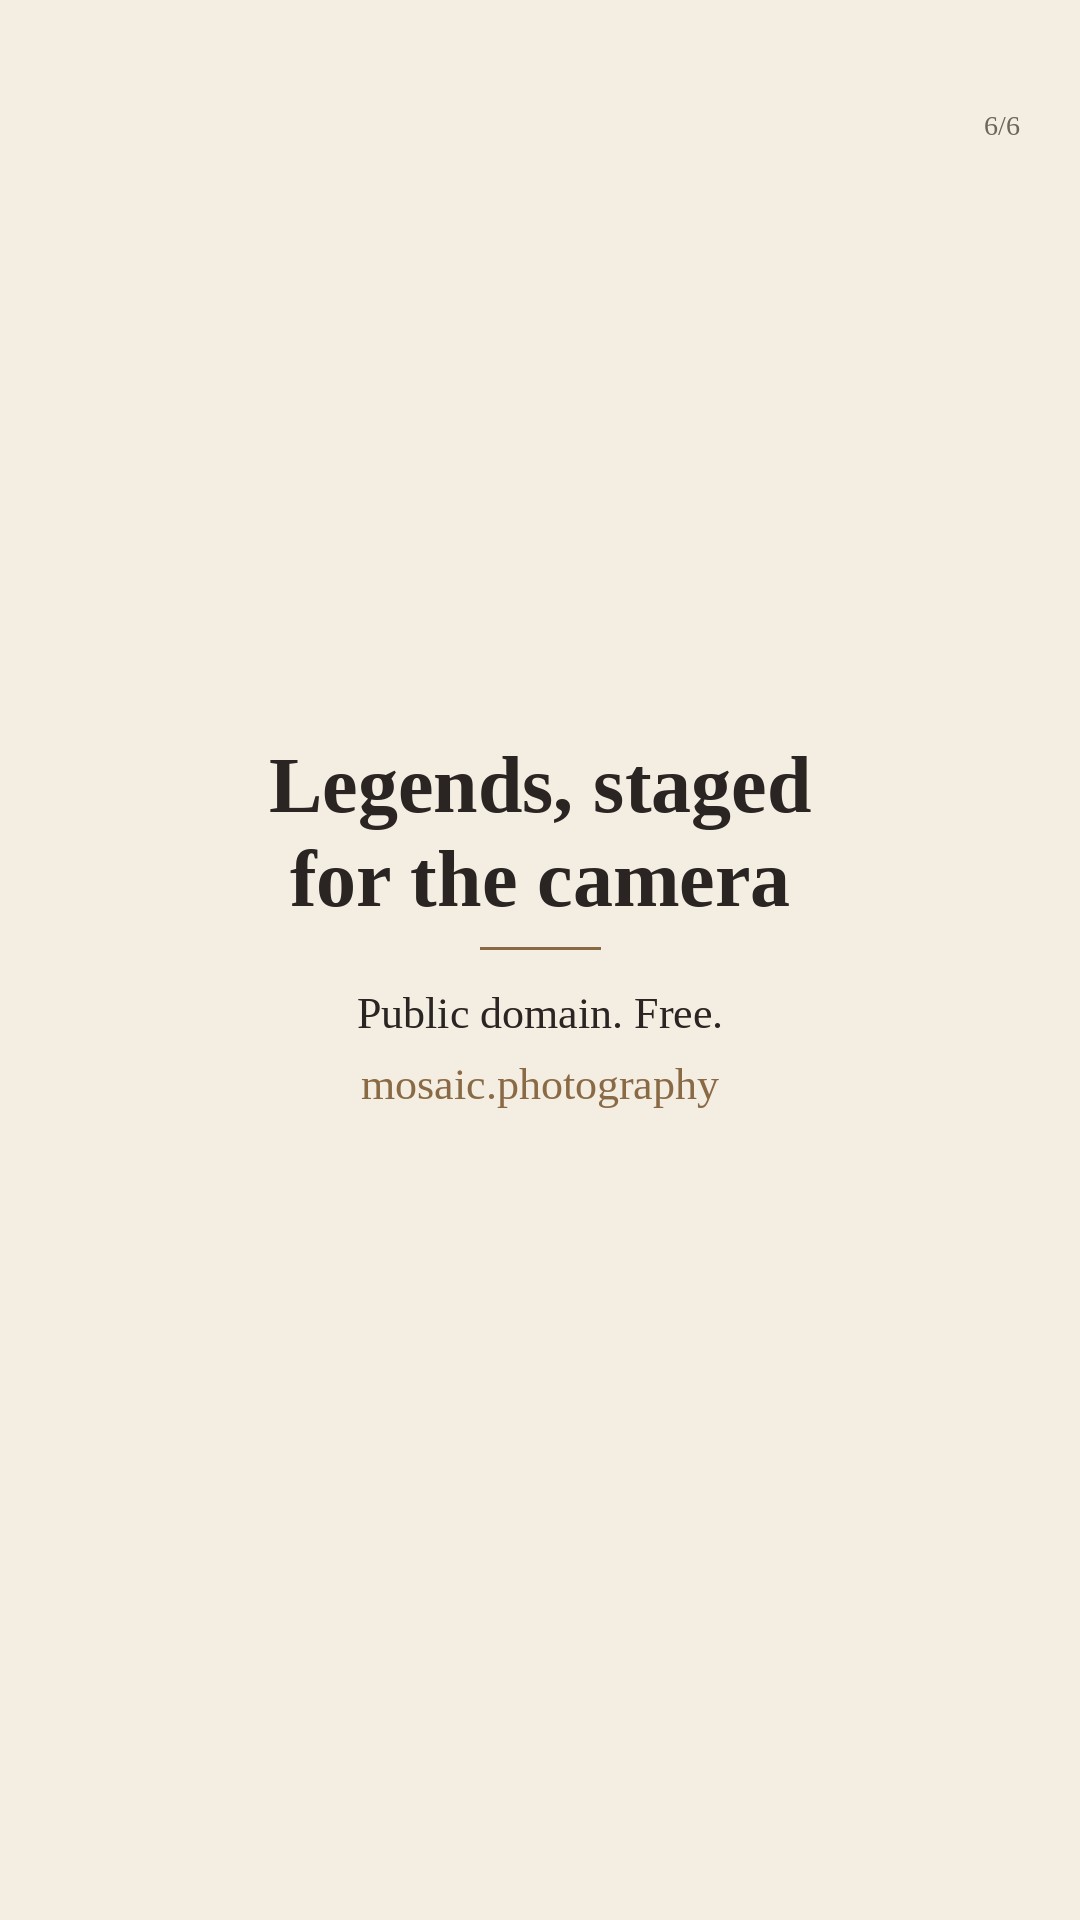 6/6
Legends, staged
for the camera
Public domain. Free.
mosaic.photography